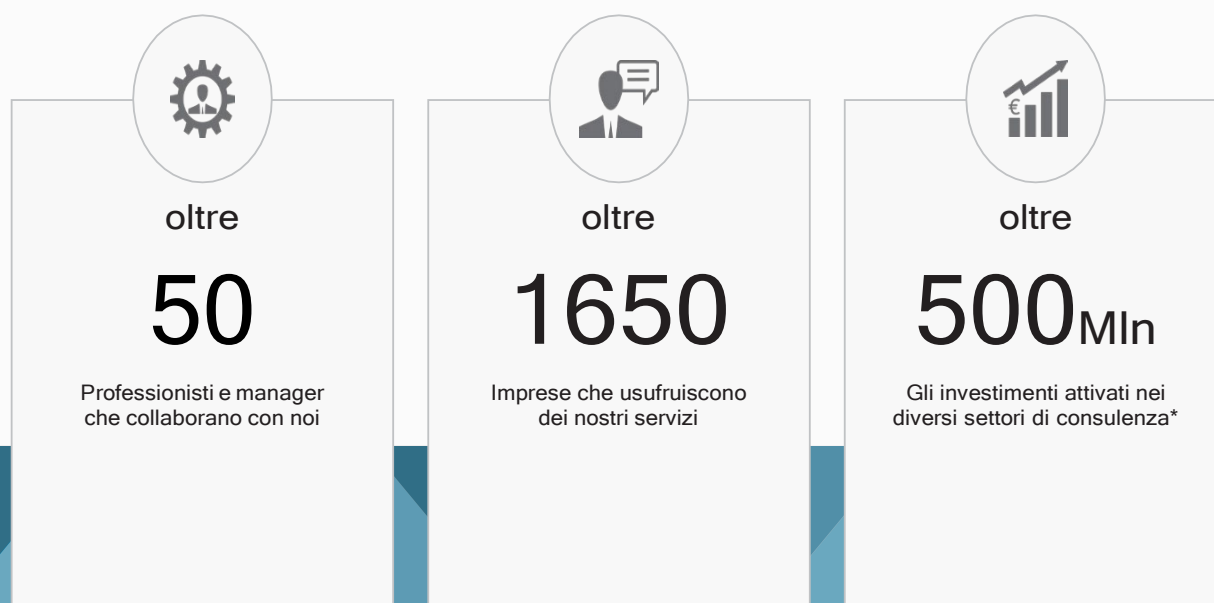 oltre
50
Professionisti e manager
che collaborano con noi
oltre
1650
Imprese che usufruiscono
dei nostri servizi
€
oltre
500Mln
Gli investimenti attivati nei
diversi settori di consulenza*